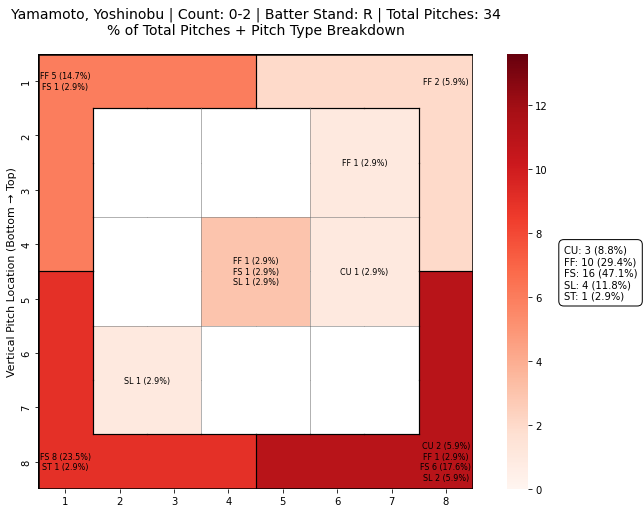 Yamamoto, Yoshinobu | Count: 0-2 | Batter Stand: R | Total Pitches: 34
% of Total Pitches + Pitch Type Breakdown
Vertical Pitch Location (Bottom → Top)
1
2
3
4
5
6
7
8
FF 5 (14.7%)
FS 1 (2.9%)
FF 2 (5.9%)
FF 1 (2.9%)
FF 1 (2.9%)
FS 1 (2.9%)
SL 1 (2.9%)
CU 1 (2.9%)
SL 1 (2.9%)
FS 8 (23.5%)
ST 1 (2.9%)
CU 2 (5.9%)
FF 1 (2.9%)
FS 6 (17.6%)
SL 2 (5.9%)
1
2
3
4
5
6
7
8
12
10
8
6
4
2
0
CU: 3 (8.8%)
FF: 10 (29.4%)
FS: 16 (47.1%)
SL: 4 (11.8%)
ST: 1 (2.9%)